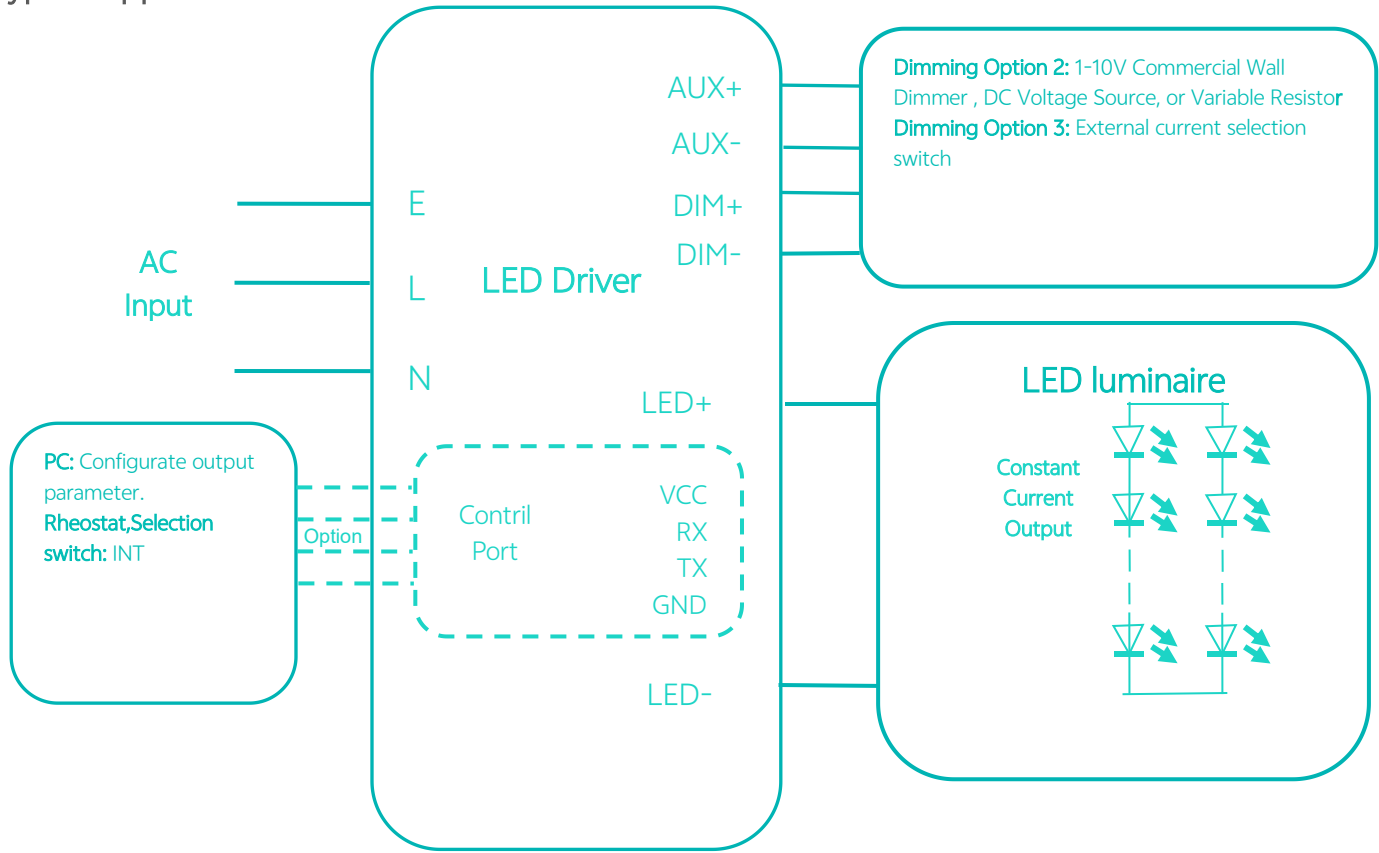 AC
Input
E
L
N
LED Driver
AUX+
AUX-
DIM+
DIM-
LED+
Contril
Port
VCC
RX
TX
GND
LED-
Dimming Option 2: 1-10V Commercial Wall
Dimmer , DC Voltage Source, or Variable Resistor
Dimming Option 3: External current selection
switch
PC: Configurate output
parameter.
Rheostat,Selection
switch: INT
Option
LED luminaire
Constant
Current
Output